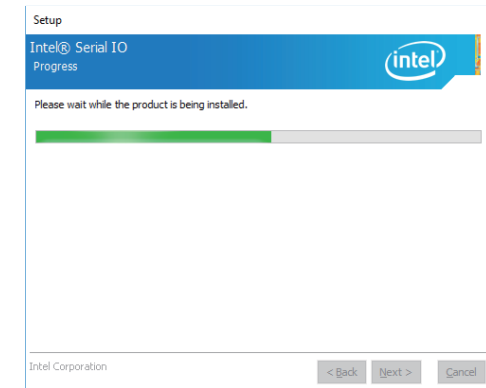 Setup
Intel® Serial IO
Progress
intel
Please wait while the product is being installed.
Intel Corporation
< Back Next > Cancel